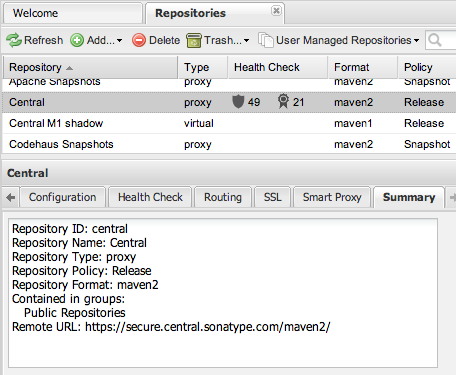 Welcome Repositories
Refresh Add... Delete Trash... User Managed Repositories
Repository Type Health Check Format Policy
Apache Snapshots proxy maven2 Snapshot
Central proxy 49 21 maven2 Release
Central M1 shadow virtual maven1 Release
Codehaus Snapshots proxy maven2 Snapshot
Central
Configuration Health Check Routing SSL Smart Proxy Summary
Repository ID: central
Repository Name: Central
Repository Type: proxy
Repository Policy: Release
Repository Format: maven2
Contained in groups:
Public Repositories
Remote URL: https://secure.central.sonatype.com/maven2/